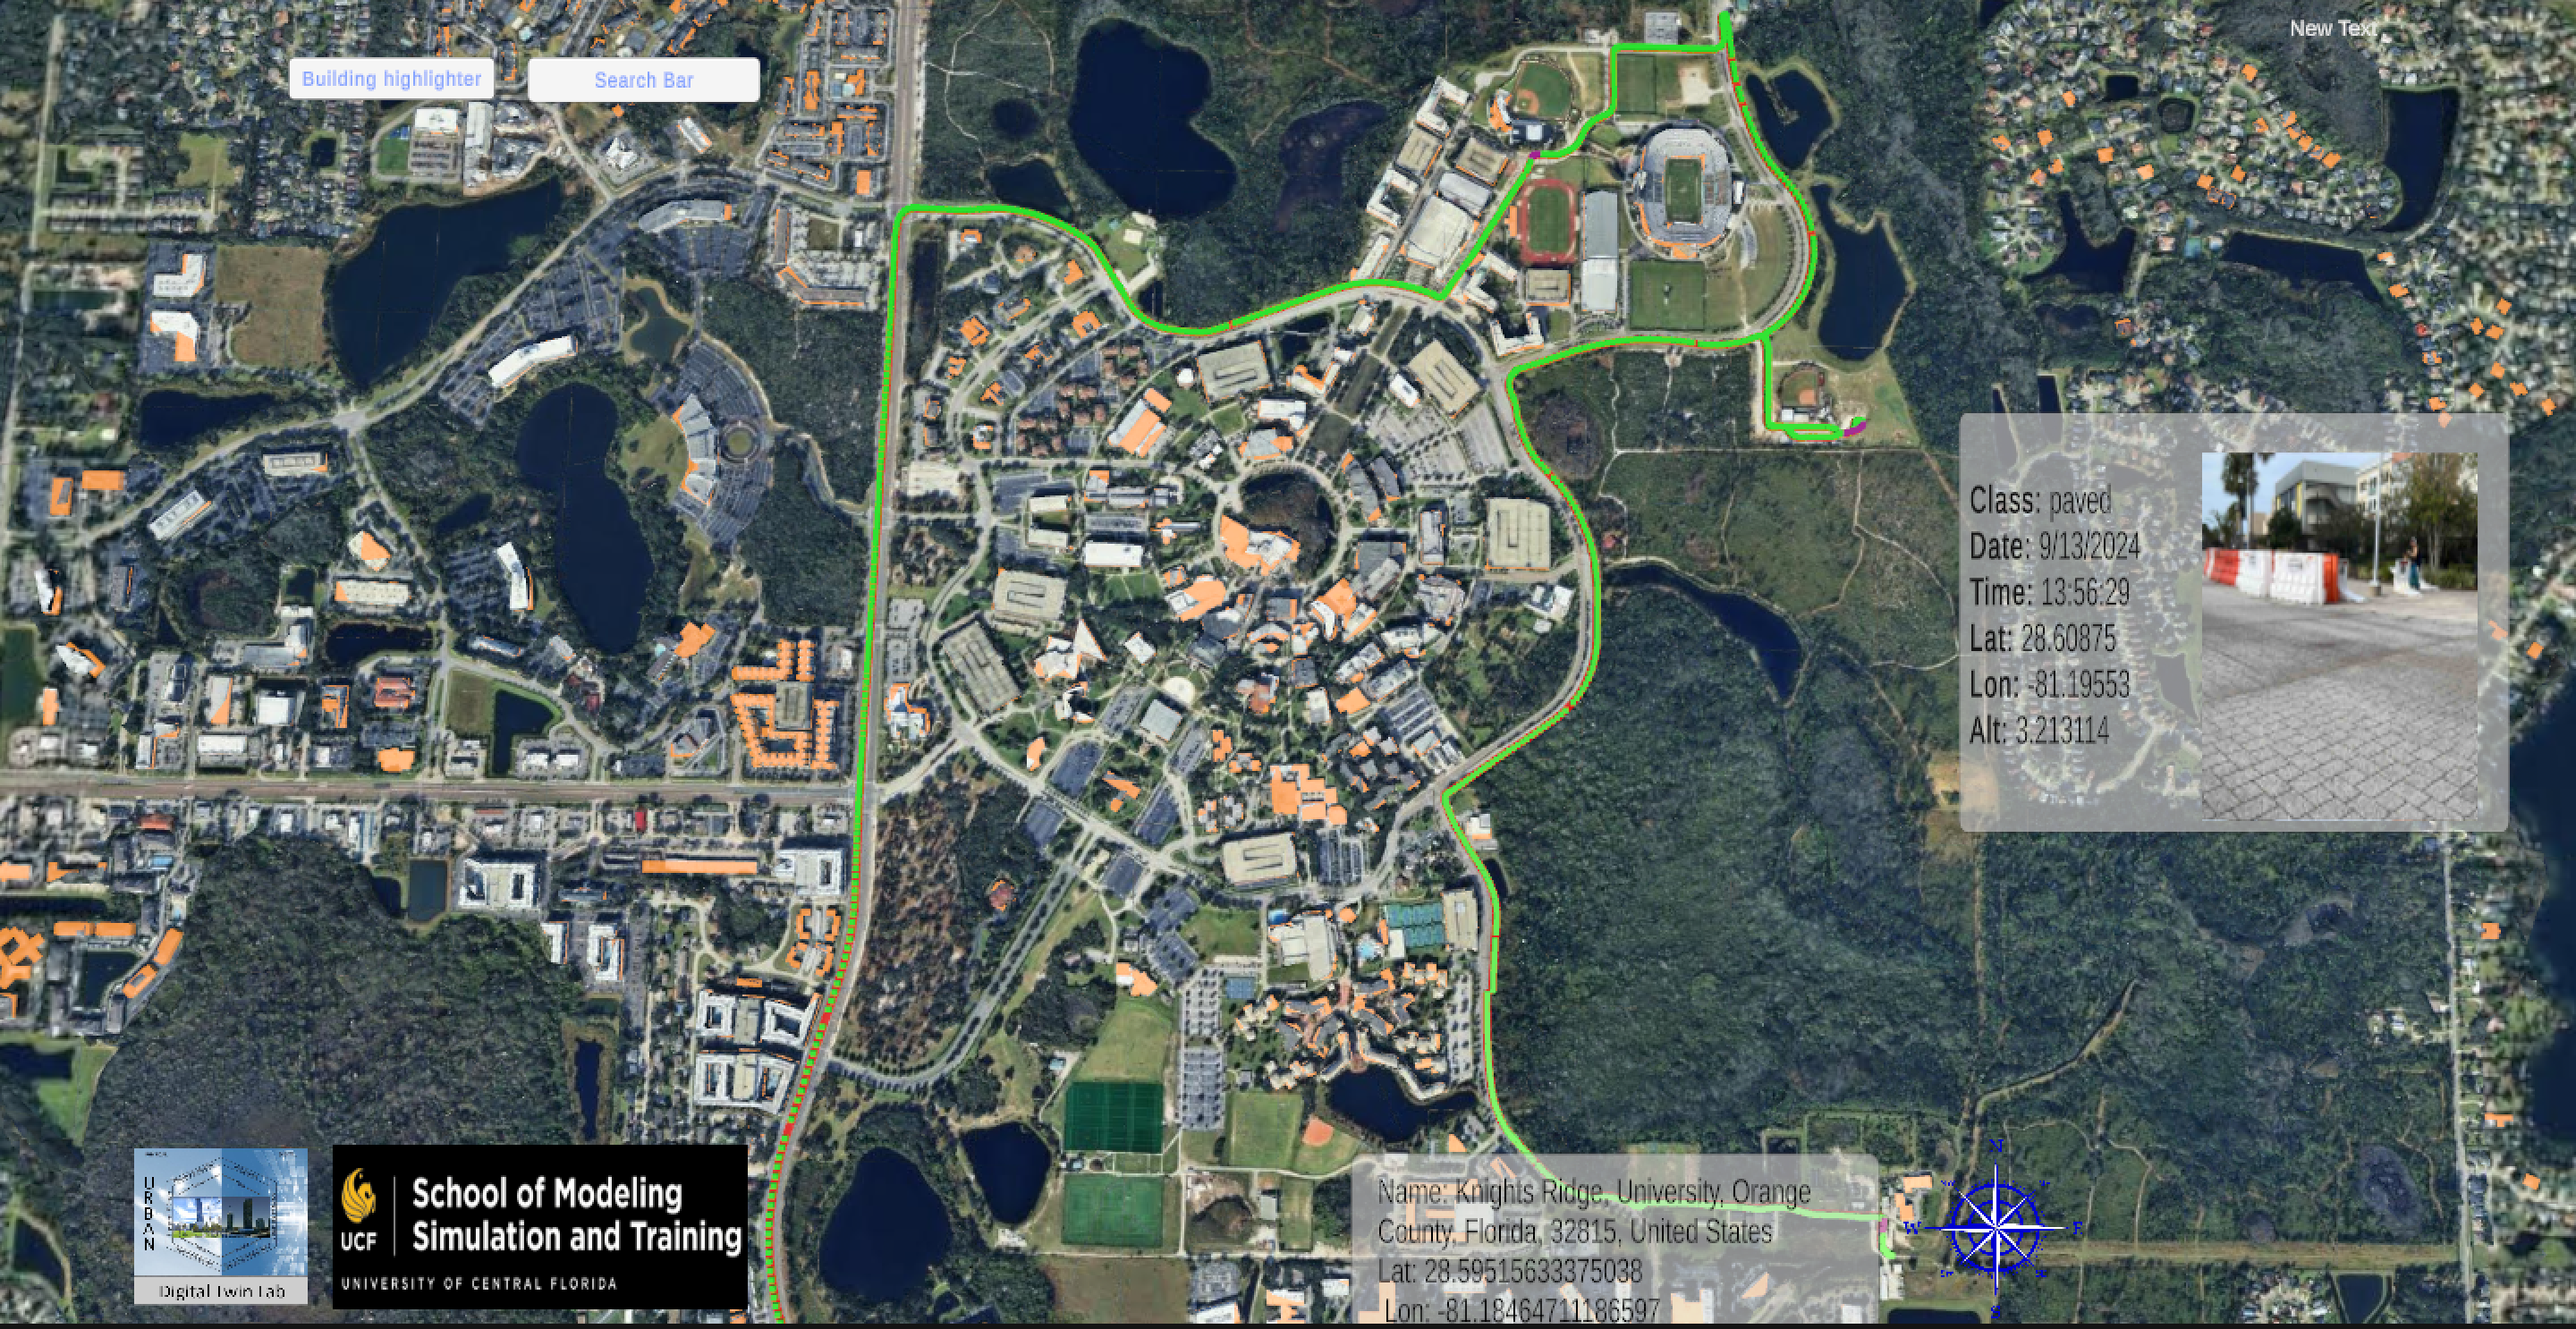 New Text
Building highlighter
Search Bar
Class: paved
Date: 9/13/2024
Time: 13:56:29
Lat: 28.60875
Lon: -81.19553
Alt: 3.213114
N
W
E
S
URBAN
Digital Twin Lab
UCF
School of Modeling
Simulation and Training
UNIVERSITY OF CENTRAL FLORIDA
Name: Knights Ridge, University, Orange
County, Florida, 32815, United States
Lat: 28.59515633375038
Lon: -81.18464711186597